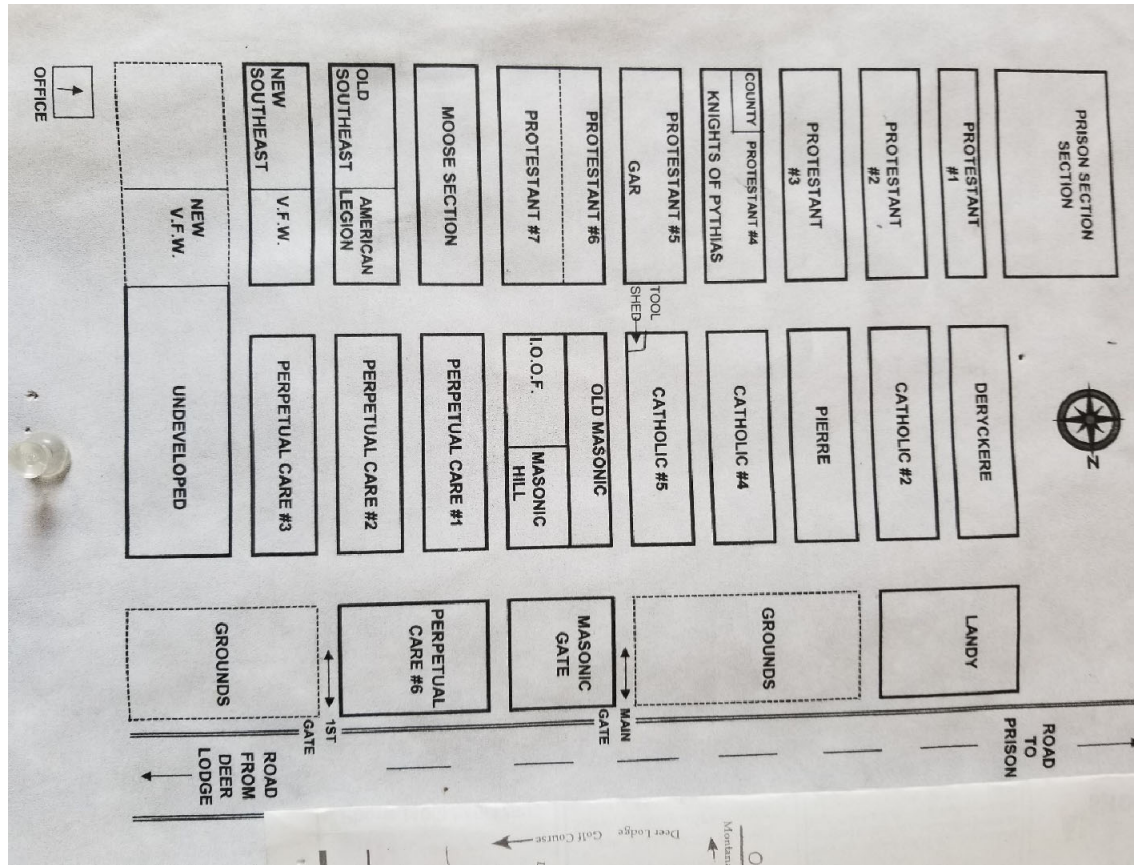 PRISON SECTION
SECTION
N
ROAD
TO
PRISON
PROTESTANT
#1
DERYCKERE
LANDY
PROTESTANT
#2
CATHOLIC #2
PROTESTANT
#3
PIERRE
GROUNDS
COUNTY
PROTESTANT #4
KNIGHTS OF PYTHIAS
CATHOLIC #4
PROTESTANT #5
GAR
TOOL
SHED
CATHOLIC #5
MAIN
GATE
PROTESTANT #6
PROTESTANT #7
OLD MASONIC
I.O.O.F.
MASONIC
HILL
MASONIC
GATE
MOOSE SECTION
PERPETUAL CARE #1
PERPETUAL
CARE #6
OLD
SOUTHEAST
AMERICAN
LEGION
PERPETUAL CARE #2
1ST
GATE
NEW
SOUTHEAST
V.F.W.
PERPETUAL CARE #3
GROUNDS
ROAD
FROM
DEER
LODGE
NEW
V.F.W.
UNDEVELOPED
OFFICE
Deer Lodge
Golf Course